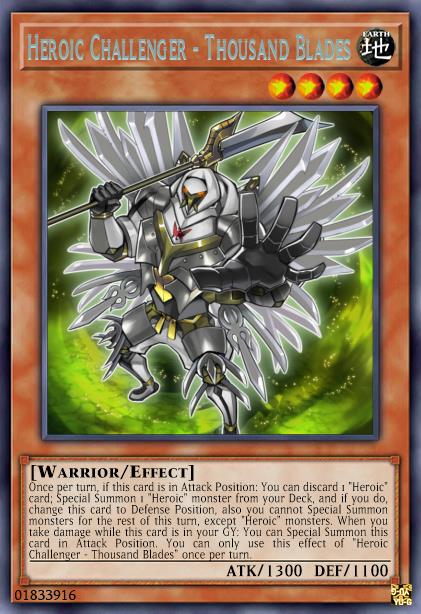 Heroic Challenger - Thousand Blades
EARTH
地
[Warrior/Effect]
Once per turn, if this card is in Attack Position: You can discard 1 "Heroic"
card; Special Summon 1 "Heroic" monster from your Deck, and if you do,
change this card to Defense Position, also you cannot Special Summon
monsters for the rest of this turn, except "Heroic" monsters. When you
take damage while this card is in your GY: You can Special Summon this
card in Attack Position. You can only use this effect of "Heroic
Challenger - Thousand Blades" once per turn.
ATK/1300 DEF/1100
01833916